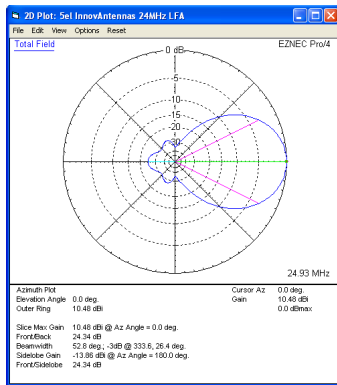 2D Plot: 5el InnovAntennas 24MHz LFA
File Edit View Options Reset
Total Field
0 dB
EZNEC Pro/4
-5
-10
-15
-20
-30
24.93 MHz
Azimuth Plot
Cursor Az 0.0 deg.
Elevation Angle 0.0 deg.
Gain 10.48 dBi
Outer Ring 10.48 dBi
0.0 dBmax
Slice Max Gain 10.48 dBi @ Az Angle = 0.0 deg.
Front/Back 24.34 dB
Beamwidth 52.8 deg.; -3dB @ 333.6, 26.4 deg.
Sidelobe Gain -13.86 dBi @ Az Angle = 180.0 deg.
Front/Sidelobe 24.34 dB